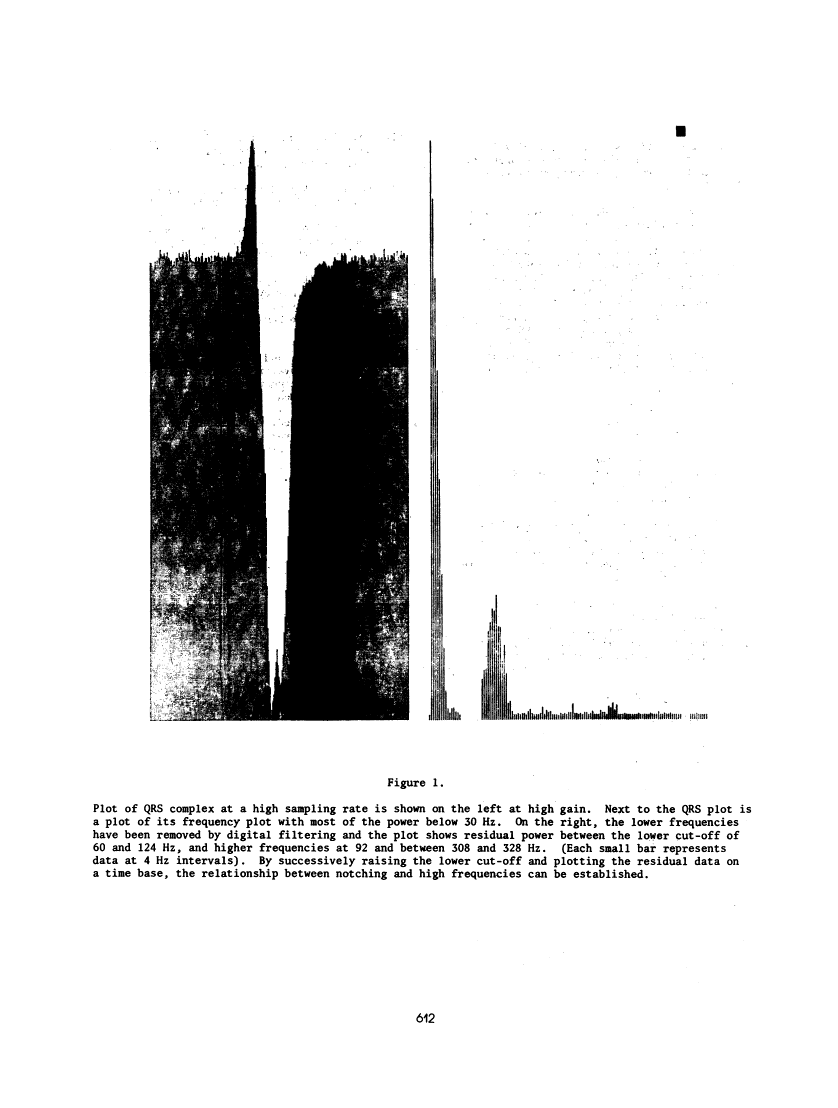 Figure 1.
Plot of QRS complex at a high sampling rate is shown on the left at high gain. Next to the QRS plot is
a plot of its frequency plot with most of the power below 30 Hz. On the right, the lower frequencies
have been removed by digital filtering and the plot shows residual power between the lower cut-off of
60 and 124 Hz, and higher frequencies at 92 and between 308 and 328 Hz. (Each small bar represents
data at 4 Hz intervals). By successively raising the lower cut-off and plotting the residual data on
a time base, the relationship between notching and high frequencies can be established.
612